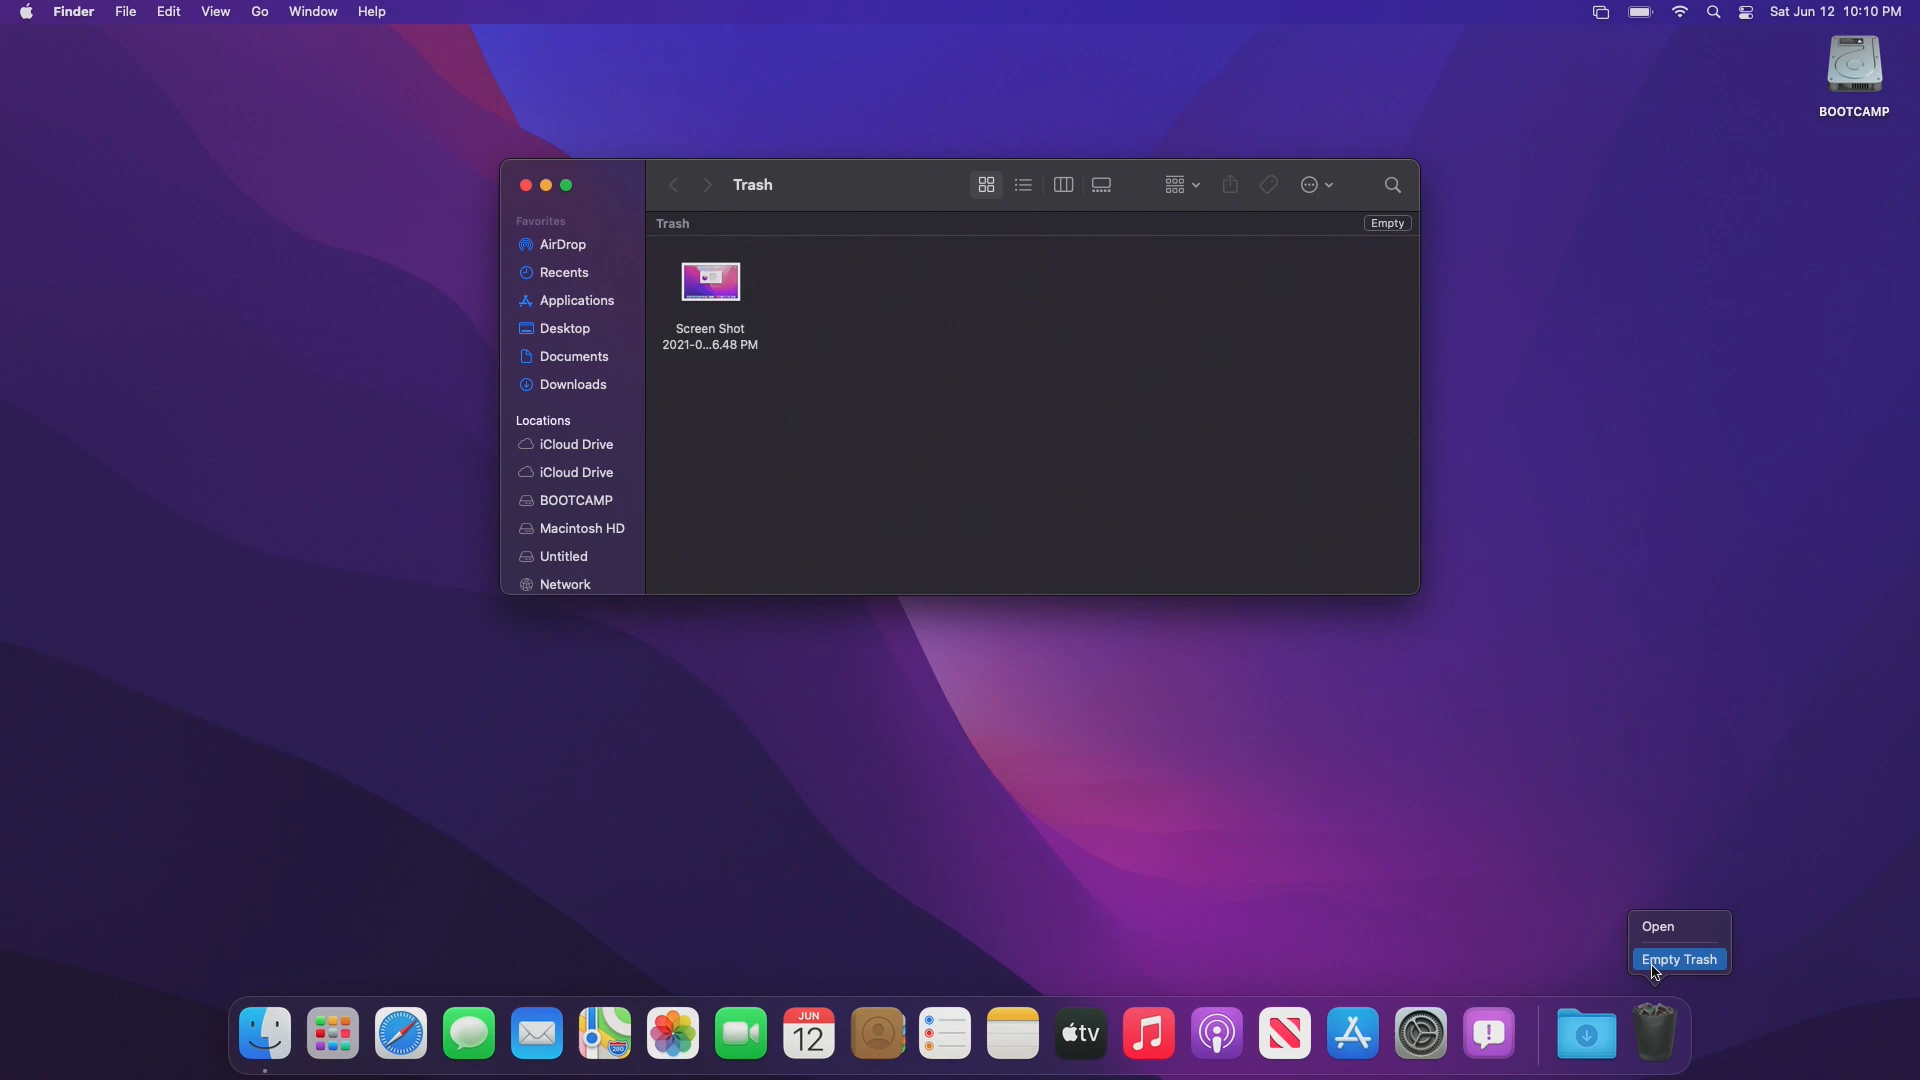 Finder File Edit View Go Window Help Sat Jun 12 10:10 PM
BOOTCAMP
Trash
Favorites
Trash Empty
AirDrop
Recents
Applications
Desktop
Documents
Downloads
Screen Shot
2021-0...6.48 PM
Locations
iCloud Drive
iCloud Drive
BOOTCAMP
Macintosh HD
Untitled
Network
Open
Empty Trash
JUN
12
280
tv